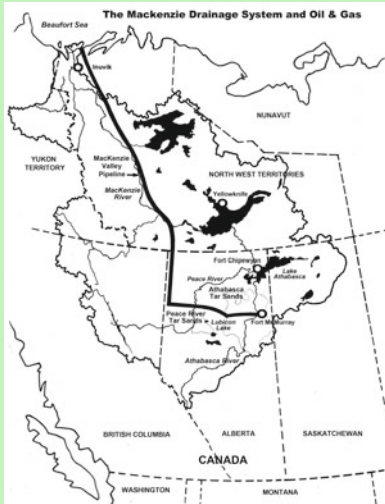 The Mackenzie Drainage System and Oil & Gas
Beaufort Sea
Inuvik
NUNAVUT
YUKON
TERRITORY
MacKenzie
Valley
Pipeline
MacKenzie
River
NORTH WEST TERRITORIES
Yellowknife
Fort Chipewyan
Peace River
Lake
Athabasca
Athabasca
Tar Sands
Peace River
Tar Sands
Lubicon
Lake
Fort McMurray
Athabasca River
BRITISH COLUMBIA
ALBERTA
SASKATCHEWAN
CANADA
WASHINGTON
MONTANA